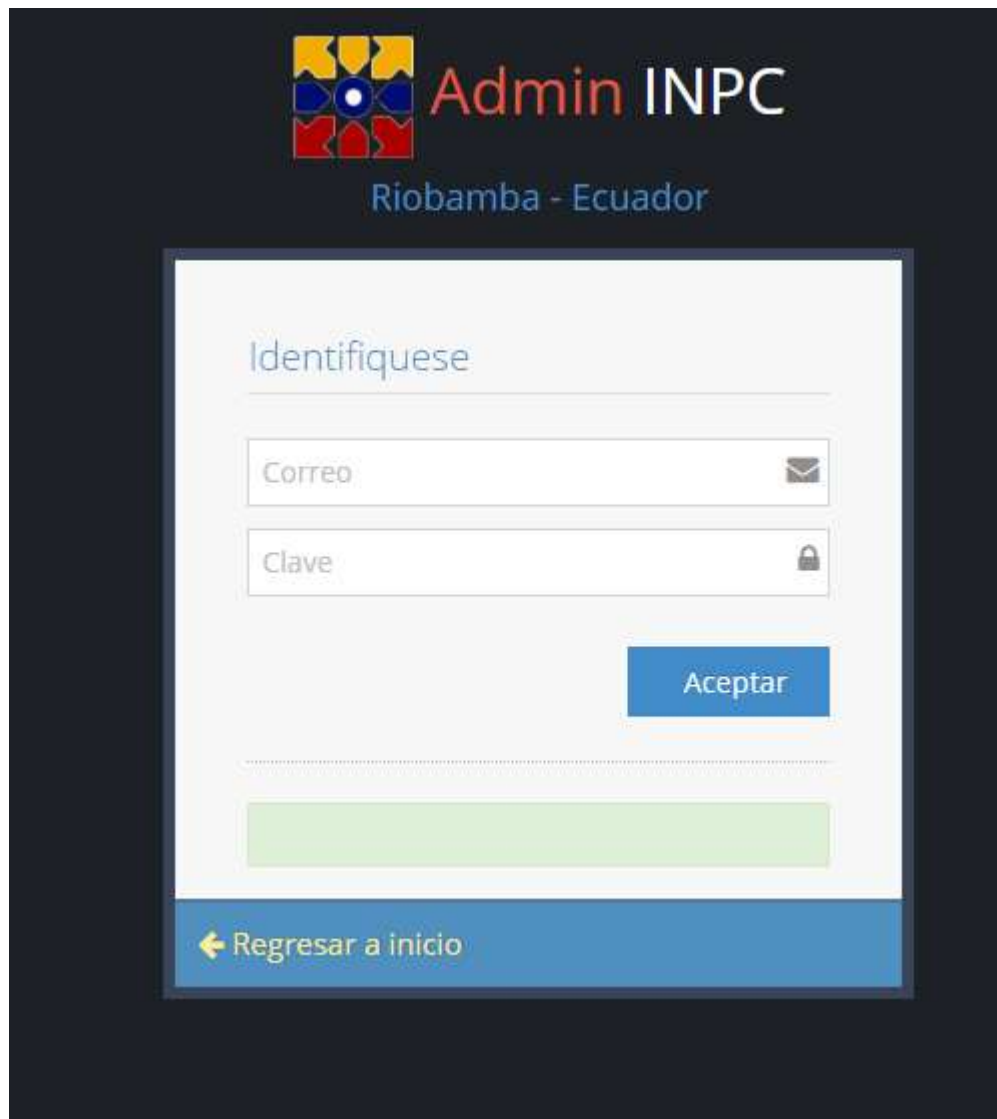 Admin INPC
Riobamba - Ecuador
Identifiquese
Correo
Clave
Aceptar
Regresar a inicio